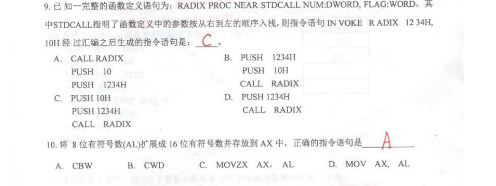 9. 已知一完整的函数定义语句为：RADIX PROC NEAR STDCALL NUM:DWORD, FLAG:WORD，其
中STDCALL指明了函数定义中的参数按从右到左的顺序入栈，则指令语句 IN VOKE R ADIX 12 34H,
10H 经过汇编之后生成的指令语句是：C。
A. CALL RADIX B. PUSH 1234H
PUSH 10 PUSH 10H
PUSH 1234H CALL RADIX
C. PUSH 10H D. PUSH 1234H
PUSH 1234H CALL RADIX
CALL RADIX
10. 将 8 位有符号数(AL)扩展成 16 位有符号数并存放到 AX 中，正确的指令语句是 A
A. CBW B. CWD C. MOVZX AX, AL D. MOV AX, AL